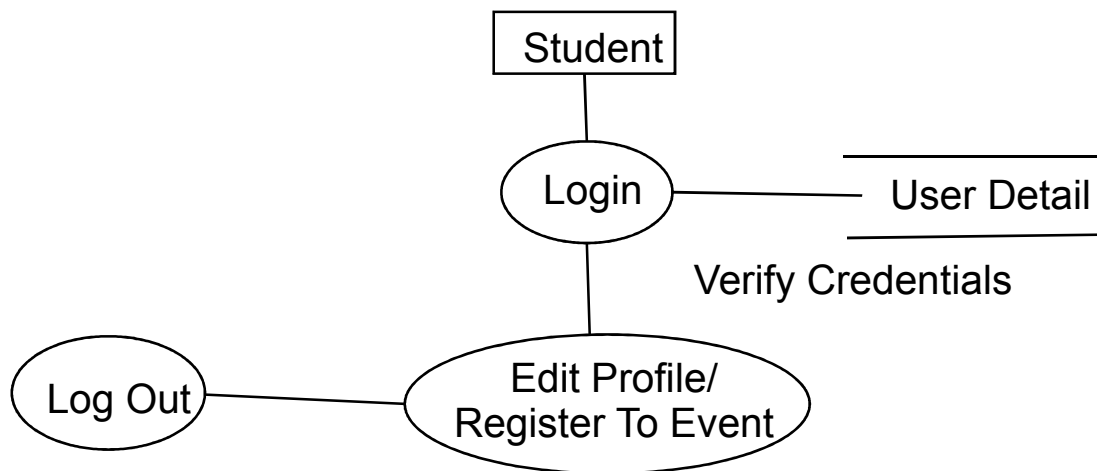 Student
Login
User Detail
Verify Credentials
Edit Profile/
Register To Event
Log Out